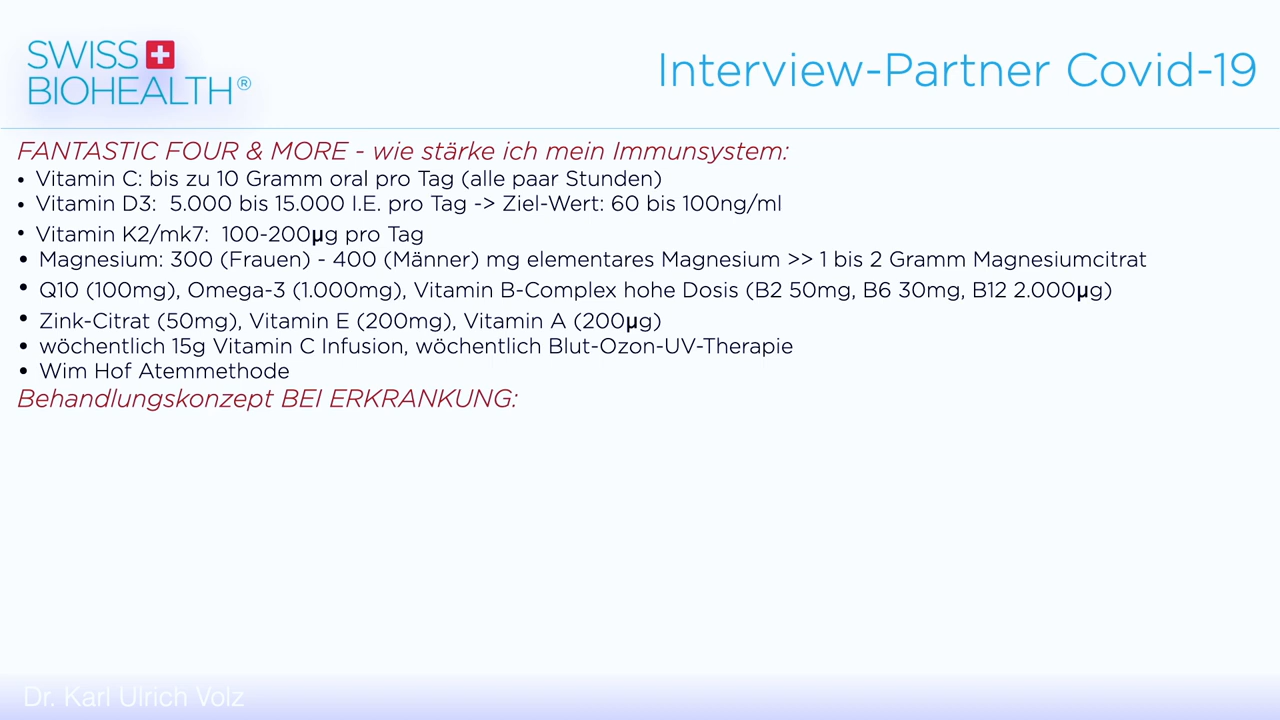 SWISS
BIOHEALTH®
Interview-Partner Covid-19
FANTASTIC FOUR & MORE - wie stärke ich mein Immunsystem:
• Vitamin C: bis zu 10 Gramm oral pro Tag (alle paar Stunden)
• Vitamin D3:  5.000 bis 15.000 I.E. pro Tag -> Ziel-Wert: 60 bis 100ng/ml
• Vitamin K2/mk7:  100-200µg pro Tag
• Magnesium: 300 (Frauen) - 400 (Männer) mg elementares Magnesium >> 1 bis 2 Gramm Magnesiumcitrat
• Q10 (100mg), Omega-3 (1.000mg), Vitamin B-Complex hohe Dosis (B2 50mg, B6 30mg, B12 2.000µg)
• Zink-Citrat (50mg), Vitamin E (200mg), Vitamin A (200µg)
• wöchentlich 15g Vitamin C Infusion, wöchentlich Blut-Ozon-UV-Therapie
• Wim Hof Atemmethode
Behandlungskonzept BEI ERKRANKUNG:
Dr. Karl Ulrich Volz